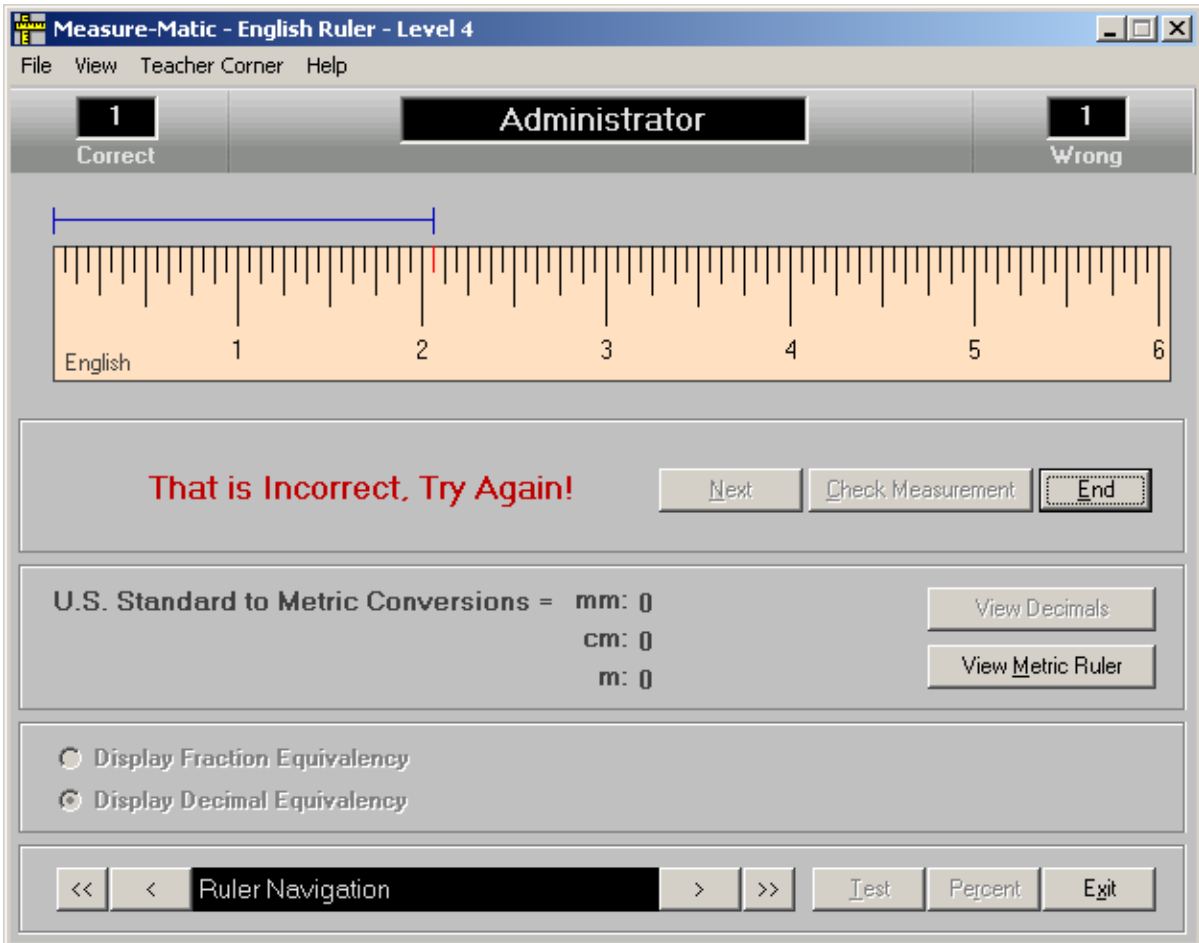 Measure-Matic - English Ruler - Level 4
File View Teacher Corner Help
1 Administrator 1
Correct Wrong
1 2 3 4 5 6
English
That is Incorrect, Try Again! Next Check Measurement End
U.S. Standard to Metric Conversions = mm: 0 View Decimals
cm: 0
m: 0 View Metric Ruler
Display Fraction Equivalency
Display Decimal Equivalency
<< < Ruler Navigation > >> Test Percent Exit